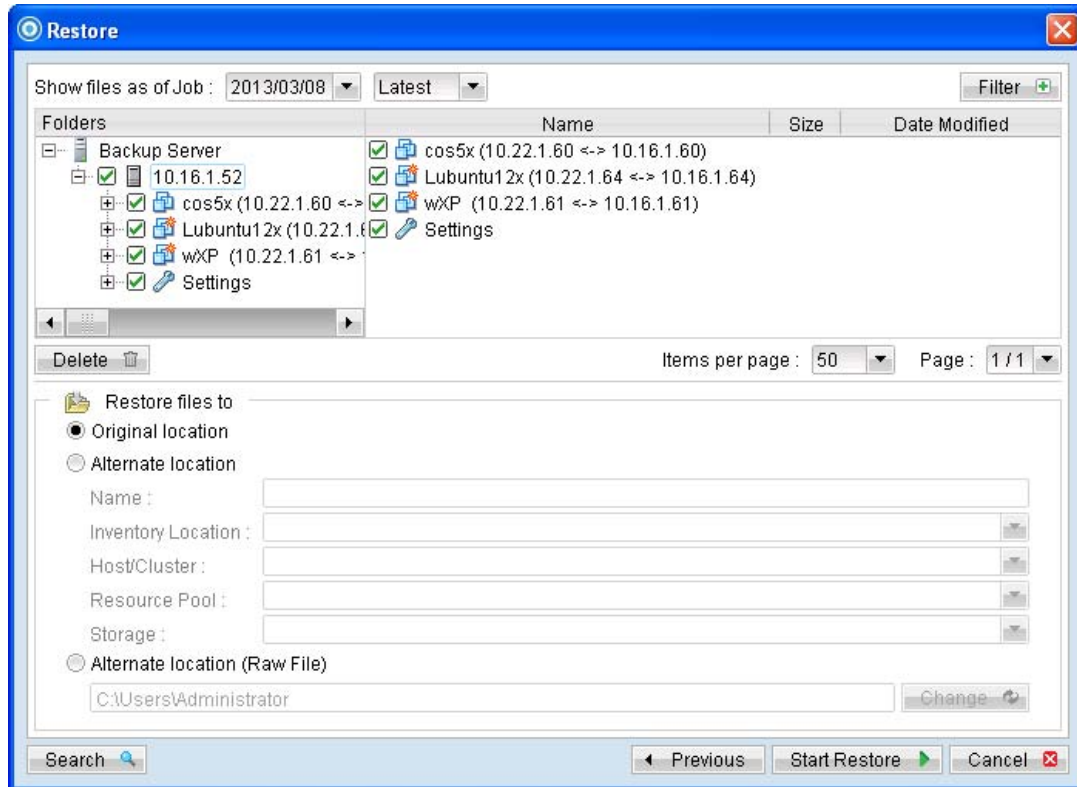 Restore
Show files as of Job : 2013/03/08 Latest Filter
Folders Name Size Date Modified
Backup Server
10.16.1.52
cos5x (10.22.1.60 <->
Lubuntu12x (10.22.1.6
wXP (10.22.1.61 <->
Settings
cos5x (10.22.1.60 <-> 10.16.1.60)
Lubuntu12x (10.22.1.64 <-> 10.16.1.64)
wXP (10.22.1.61 <-> 10.16.1.61)
Settings
Delete Items per page : 50 Page : 1 / 1
Restore files to
Original location
Alternate location
Name :
Inventory Location :
Host/Cluster :
Resource Pool :
Storage :
Alternate location (Raw File)
C:\Users\Administrator Change
Search Previous Start Restore Cancel